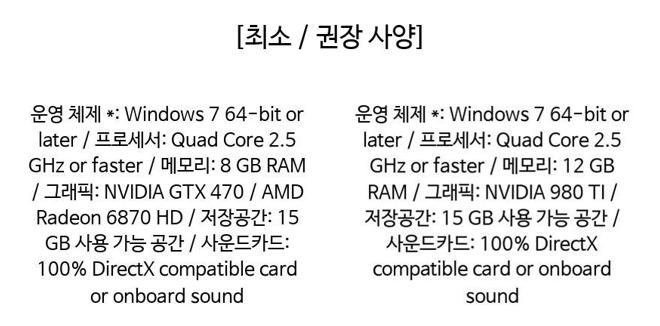 [최소 / 권장 사양]
운영 체제 *: Windows 7 64-bit or
later / 프로세서: Quad Core 2.5
GHz or faster / 메모리: 8 GB RAM
/ 그래픽: NVIDIA GTX 470 / AMD
Radeon 6870 HD / 저장공간: 15
GB 사용 가능 공간 / 사운드카드:
100% DirectX compatible card
or onboard sound
운영 체제 *: Windows 7 64-bit or
later / 프로세서: Quad Core 2.5
GHz or faster / 메모리: 12 GB
RAM / 그래픽: NVIDIA 980 TI /
저장공간: 15 GB 사용 가능 공간 /
사운드카드: 100% DirectX
compatible card or onboard
sound